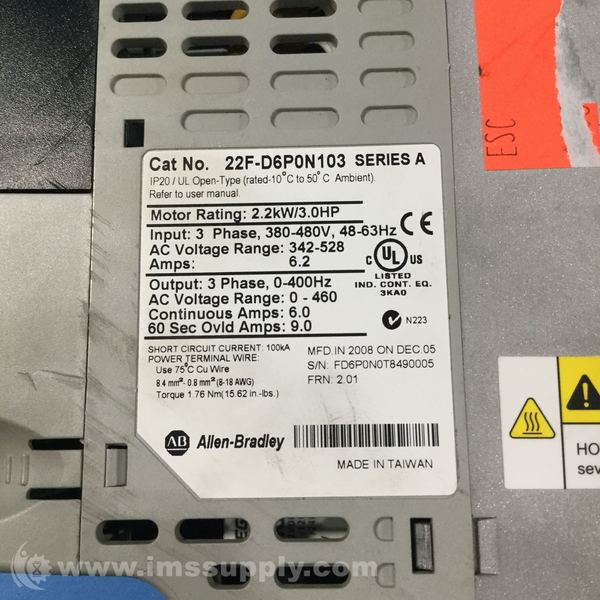 ESC
Cat No. 22F-D6P0N103 SERIES A
IP20 / UL Open-Type (rated-10°C to 50°C Ambient).
Refer to user manual.
Motor Rating: 2.2kW/3.0HP
Input: 3 Phase, 380-480V, 48-63Hz
AC Voltage Range: 342-528
Amps: 6.2
CE
C UL US
LISTED
IND. CONT. EQ.
3KA0
Output: 3 Phase, 0-400Hz
AC Voltage Range: 0 - 460
Continuous Amps: 6.0
60 Sec Ovld Amps: 9.0
N223
SHORT CIRCUIT CURRENT: 100kA
POWER TERMINAL WIRE:
Use 75°C Cu Wire
8.4 mm²- 0.8 mm² (8-18 AWG)
Torque 1.76 Nm(15.62 in.-lbs.)
MFD.IN 2008 ON DEC.05
S/N: FD6P0N0T8490005
FRN: 2.01
AB Allen-Bradley
MADE IN TAIWAN
HO
sev
www.imssupply.com